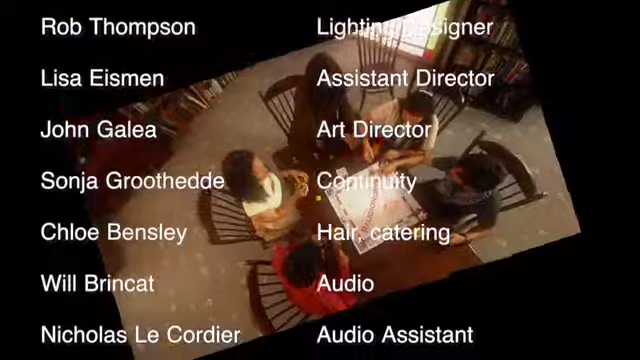 Rob Thompson Lighting Designer
Lisa Eismen Assistant Director
John Galea Art Director
Sonja Groothedde Continuity
Chloe Bensley Hair, catering
Will Brincat Audio
Nicholas Le Cordier Audio Assistant